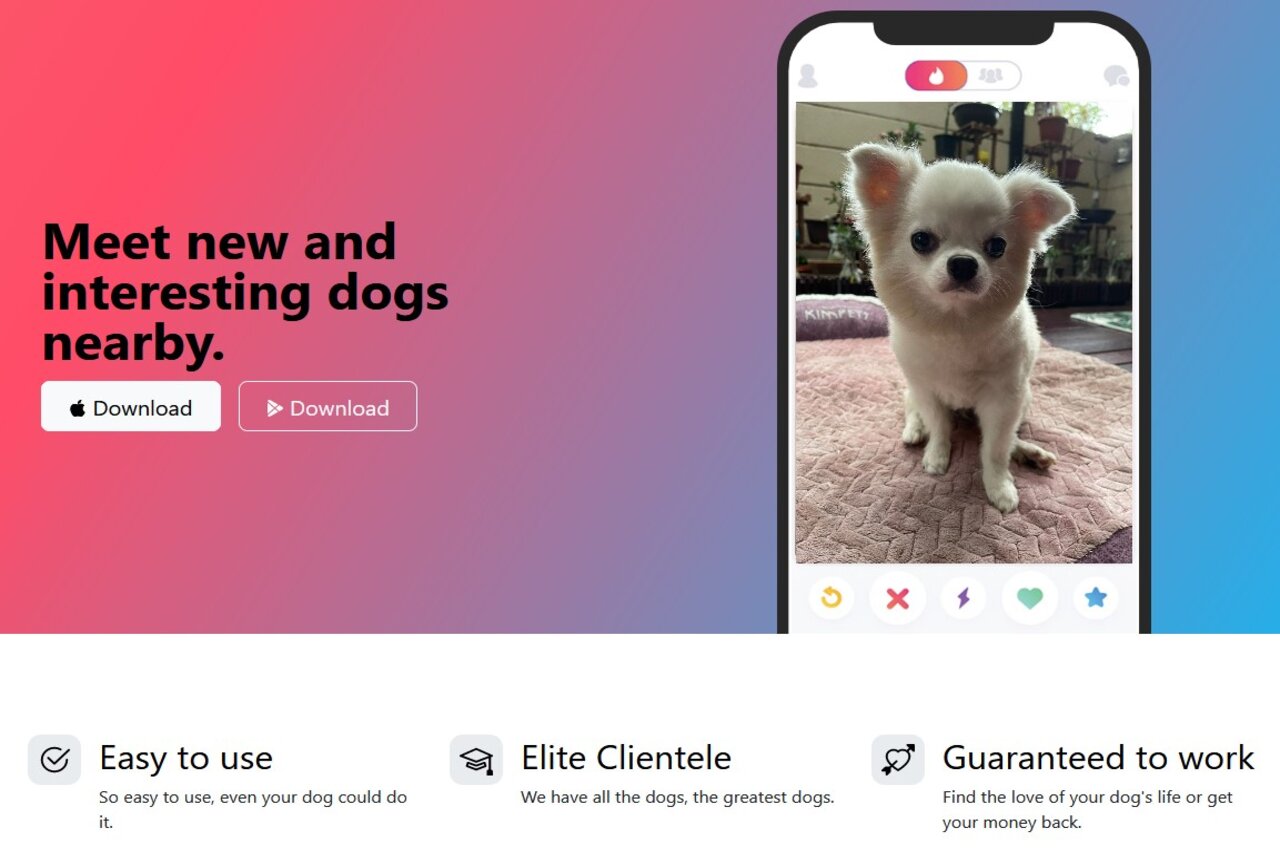 Meet new and
interesting dogs
nearby.
Download
Download
KIMPETS
Easy to use
So easy to use, even your dog could do
it.
Elite Clientele
We have all the dogs, the greatest dogs.
Guaranteed to work
Find the love of your dog's life or get
your money back.